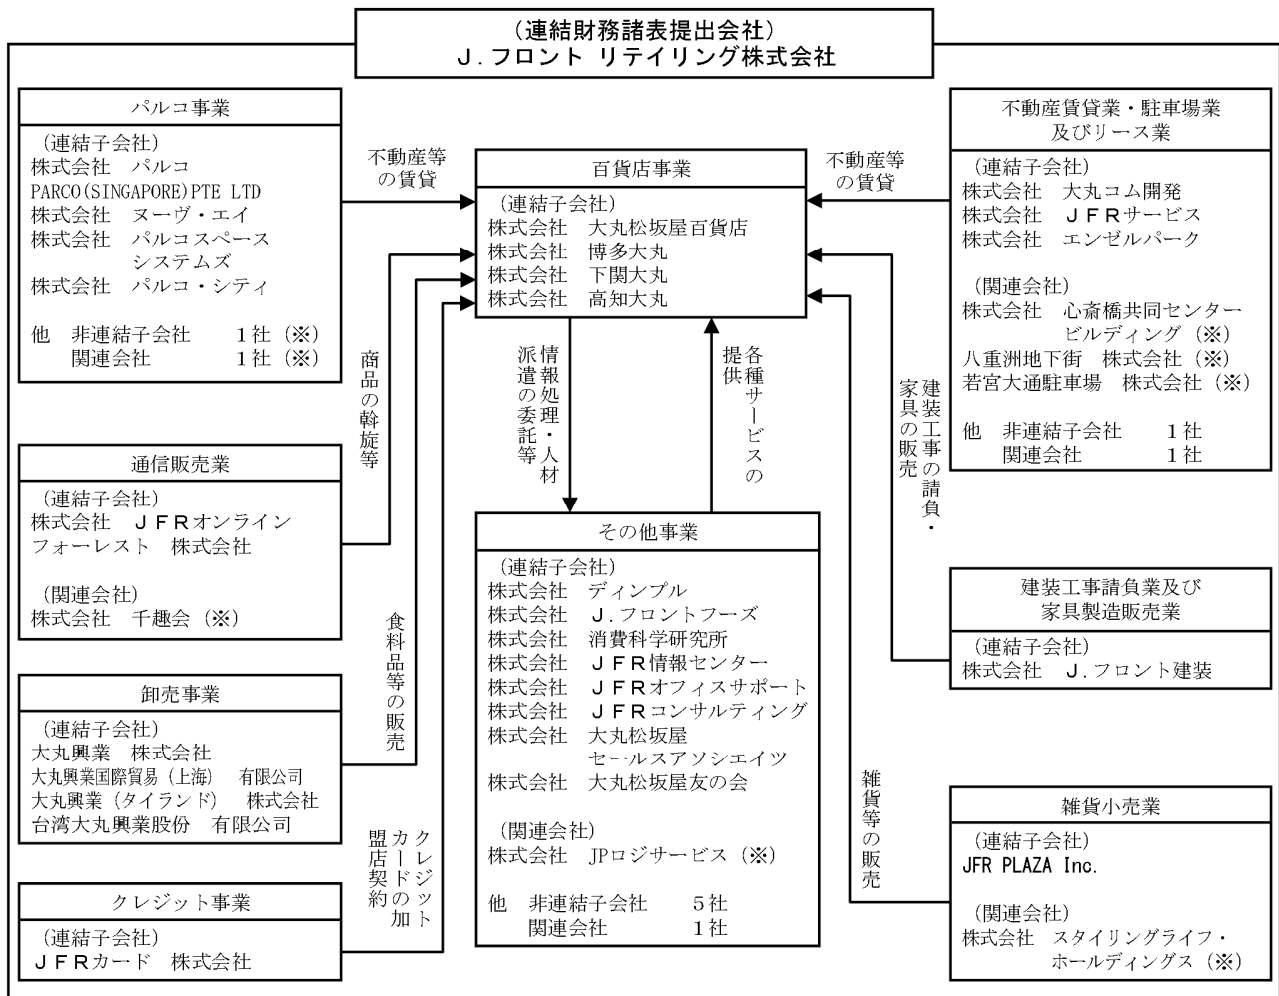 (連結財務諸表提出会社)
J.フロント リテイリング株式会社
パルコ事業
(連結子会社)
株式会社 パルコ
PARCO(SINGAPORE)PTE LTD
株式会社 ヌーヴ・エイ
株式会社 パルコスペース
システムズ
株式会社 パルコ・シティ
他 非連結子会社 1社(※)
関連会社 1社(※)
通信販売業
(連結子会社)
株式会社 JFRオンライン
フォーレスト 株式会社
(関連会社)
株式会社 千趣会(※)
卸売事業
(連結子会社)
大丸興業 株式会社
大丸興業国際貿易(上海) 有限公司
大丸興業(タイランド) 株式会社
台湾大丸興業股份 有限公司
クレジット事業
(連結子会社)
JFRカード 株式会社
不動産等
の賃貸
商品の斡旋等
食料品等の販売
クレジット
カードの加
盟店契約
百貨店事業
(連結子会社)
株式会社 大丸松坂屋百貨店
株式会社 博多大丸
株式会社 下関大丸
株式会社 高知大丸
情報処理・人材
派遣の委託等
各種サービスの
提供
その他事業
(連結子会社)
株式会社 ディンプル
株式会社 J.フロントフーズ
株式会社 消費科学研究所
株式会社 JFR情報センター
株式会社 JFRオフィスサポート
株式会社 JFRコンサルティング
株式会社 大丸松坂屋
セールスアソシエイツ
株式会社 大丸松坂屋友の会
(関連会社)
株式会社 JPロジサービス(※)
他 非連結子会社 5社
関連会社 1社
不動産等
の賃貸
建装工事の請負・
家具の販売
雑貨等の販売
不動産賃貸業・駐車場業
及びリース業
(連結子会社)
株式会社 大丸コム開発
株式会社 JFRサービス
株式会社 エンゼルパーク
(関連会社)
株式会社 心斎橋共同センター
ビルディング(※)
八重洲地下街 株式会社(※)
若宮大通駐車場 株式会社(※)
他 非連結子会社 1社
関連会社 1社
建装工事請負業及び
家具製造販売業
(連結子会社)
株式会社 J.フロント建装
雑貨小売業
(連結子会社)
JFR PLAZA Inc.
(関連会社)
株式会社 スタイリングライフ・
ホールディングス(※)